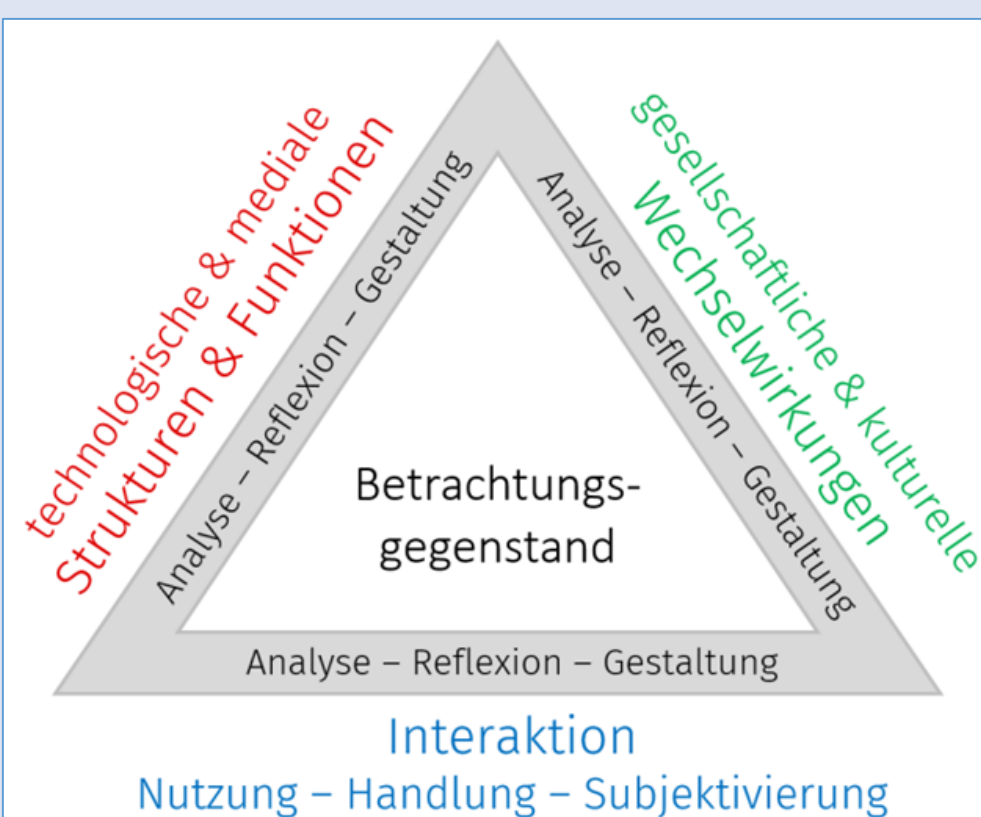 technologische & mediale
Strukturen & Funktionen
Analyse – Reflexion – Gestaltung
gesellschaftliche & kulturelle
Wechselwirkungen
Analyse – Reflexion – Gestaltung
Betrachtungs-
gegenstand
Analyse – Reflexion – Gestaltung
Interaktion
Nutzung – Handlung – Subjektivierung